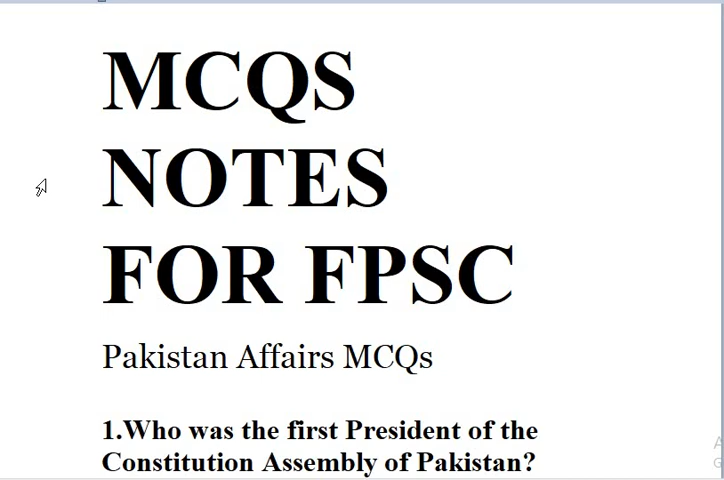 MCQS
NOTES
FOR FPSC
Pakistan Affairs MCQs
1.Who was the first President of the
Constitution Assembly of Pakistan?